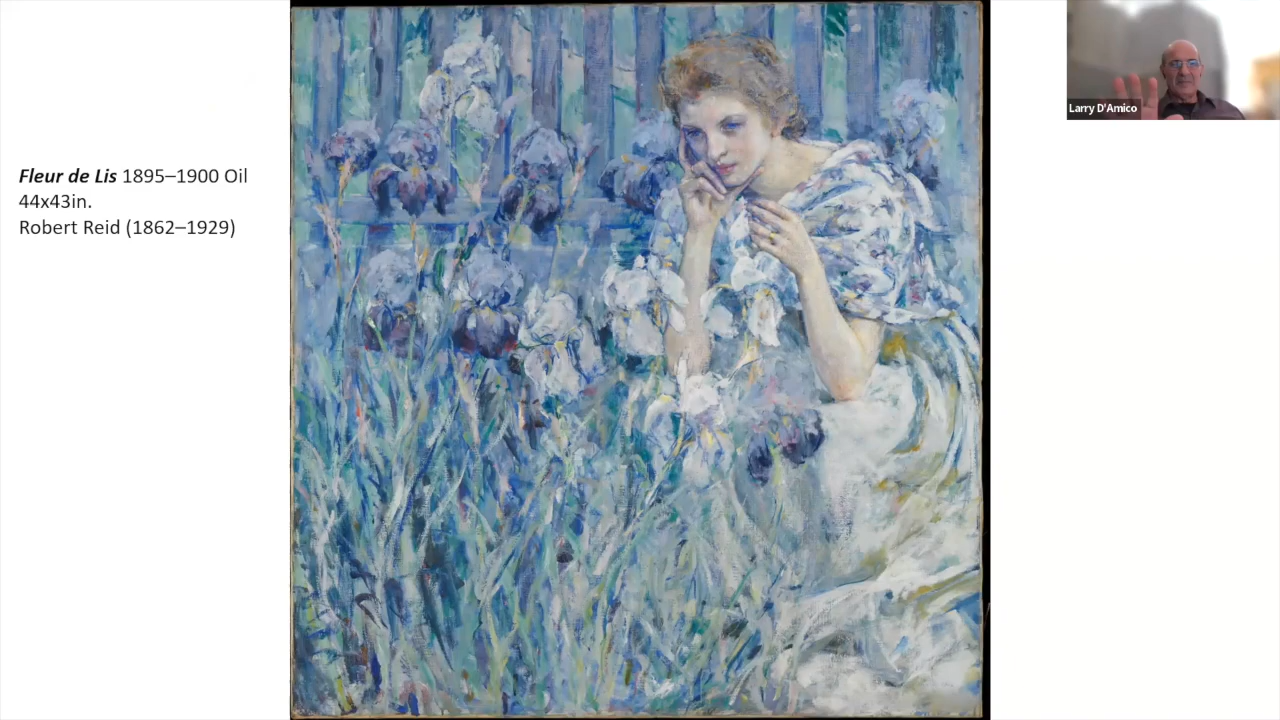 Fleur de Lis 1895–1900 Oil
44x43in.
Robert Reid (1862–1929)
Larry D'Amico